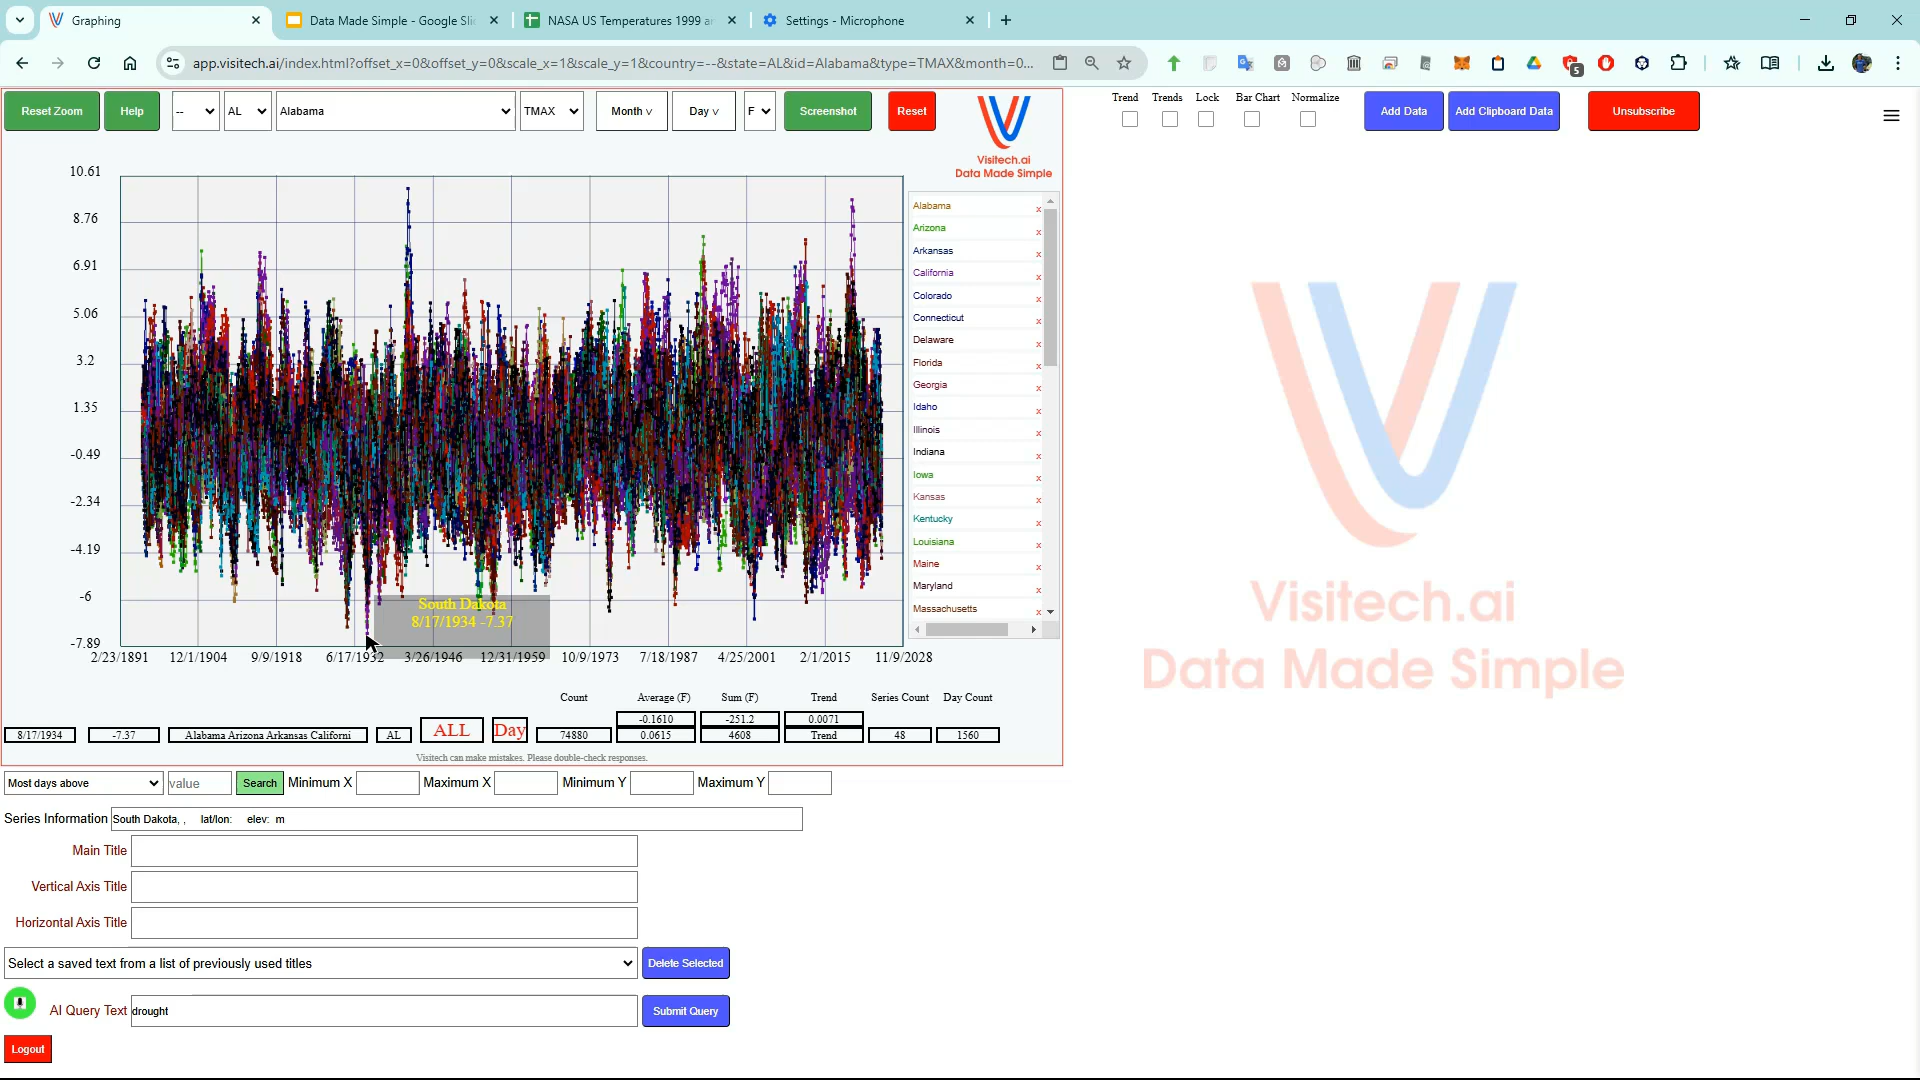 Graphing
Data Made Simple - Google Sli
NASA US Temperatures 1999 a
Settings - Microphone
app.visitech.ai/index.html?offset_x=0&offset_y=0&scale_x=1&scale_y=1&country=--&state=AL&id=Alabama&type=TMAX&month=0...
5
Reset Zoom
Help
--
AL
Alabama
TMAX
Month v
Day v
F
Screenshot
Reset
Visitech.ai
Data Made Simple
Trend
Trends
Lock
Bar Chart
Normalize
Add Data
Add Clipboard Data
Unsubscribe
10.61
8.76
6.91
5.06
3.2
1.35
-0.49
-2.34
-4.19
-6
-7.89
2/23/1891
12/1/1904
9/9/1918
6/17/1932
3/26/1946
12/31/1959
10/9/1973
7/18/1987
4/25/2001
2/1/2015
11/9/2028
South Dakota
8/17/1934 -7.37
Alabama x
Arizona x
Arkansas x
California x
Colorado x
Connecticut x
Delaware x
Florida x
Georgia x
Idaho x
Illinois x
Indiana x
Iowa x
Kansas x
Kentucky x
Louisiana x
Maine x
Maryland x
Massachusetts x
Visitech.ai
Data Made Simple
Count
Average (F)
Sum (F)
Trend
Series Count
Day Count
-0.1610
-251.2
0.0071
8/17/1934
-7.37
Alabama Arizona Arkansas Californi
AL
ALL
Day
74880
0.0615
4608
Trend
48
1560
Visitech can make mistakes. Please double-check responses.
Most days above
value
Search
Minimum X
Maximum X
Minimum Y
Maximum Y
Series Information
South Dakota, , lat/lon: elev: m
Main Title
Vertical Axis Title
Horizontal Axis Title
Select a saved text from a list of previously used titles
Delete Selected
AI Query Text
drought
Submit Query
Logout